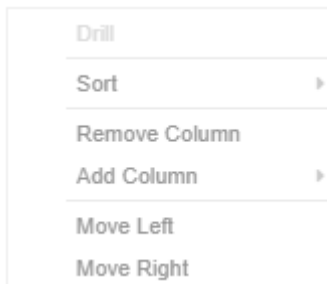 Drill
Sort
Remove Column
Add Column
Move Left
Move Right